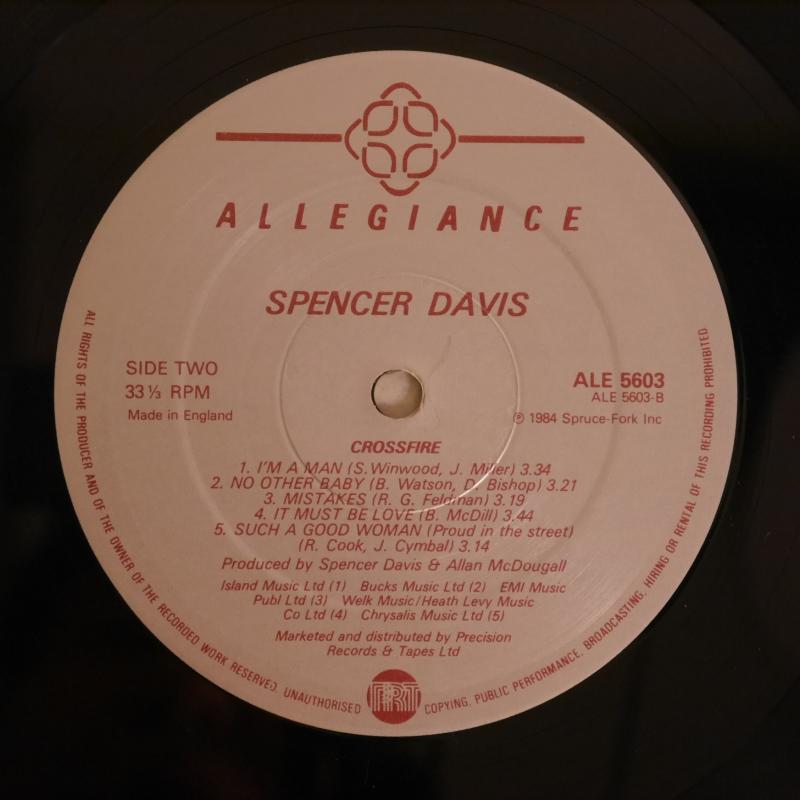 ALLEGIANCE
SPENCER DAVIS
SIDE TWO
33⅓ RPM
Made in England
ALE 5603
ALE 5603-B
℗ 1984 Spruce-Fork Inc
CROSSFIRE
1. I'M A MAN (S. Winwood, J. Miller) 3.34
2. NO OTHER BABY (B. Watson, D. Bishop) 3.21
3. MISTAKES (R. G. Feldman) 3.19
4. IT MUST BE LOVE (B. McDill) 3.44
5. SUCH A GOOD WOMAN (Proud in the street)
(R. Cook, J. Cymbal) 3.14
Produced by Spencer Davis & Allan McDougall
Island Music Ltd (1) Bucks Music Ltd (2) EMI Music
Publ Ltd (3) Welk Music/Heath Levy Music
Co Ltd (4) Chrysalis Music Ltd (5)
Marketed and distributed by Precision
Records & Tapes Ltd
PRT
ALL RIGHTS OF THE PRODUCER AND OF THE OWNER OF THE RECORDED WORK RESERVED. UNAUTHORISED COPYING, PUBLIC PERFORMANCE, BROADCASTING, HIRING OR RENTAL OF THIS RECORDING PROHIBITED